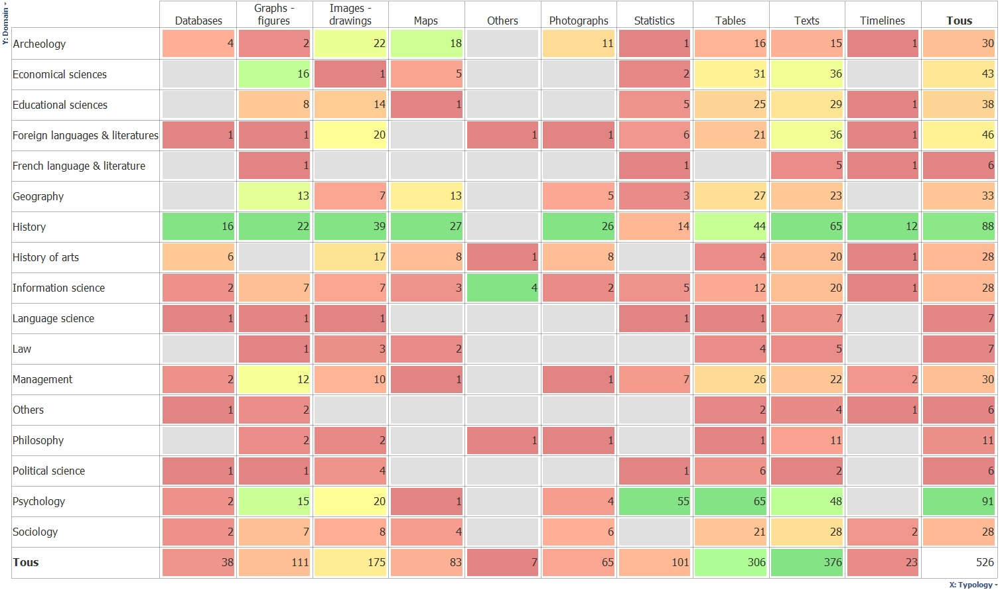 Y: Domain
Databases Graphs - figures Images - drawings Maps Others Photographs Statistics Tables Texts Timelines Tous
Archeology 4 2 22 18 11 1 16 15 1 30
Economical sciences 16 1 5 2 31 36 43
Educational sciences 8 14 1 5 25 29 1 38
Foreign languages & literatures 1 1 20 1 1 6 21 36 1 46
French language & literature 1 1 5 1 6
Geography 13 7 13 5 3 27 23 33
History 16 22 39 27 26 14 44 65 12 88
History of arts 6 17 8 1 8 4 20 1 28
Information science 2 7 7 3 4 2 5 12 20 1 28
Language science 1 1 1 1 1 7 7
Law 1 3 2 4 5 7
Management 2 12 10 1 1 7 26 22 2 30
Others 1 2 2 4 1 6
Philosophy 2 2 1 1 1 11 11
Political science 1 1 4 1 6 2 6
Psychology 2 15 20 1 4 55 65 48 91
Sociology 2 7 8 4 6 21 28 2 28
Tous 38 111 175 83 7 65 101 306 376 23 526
X: Typology